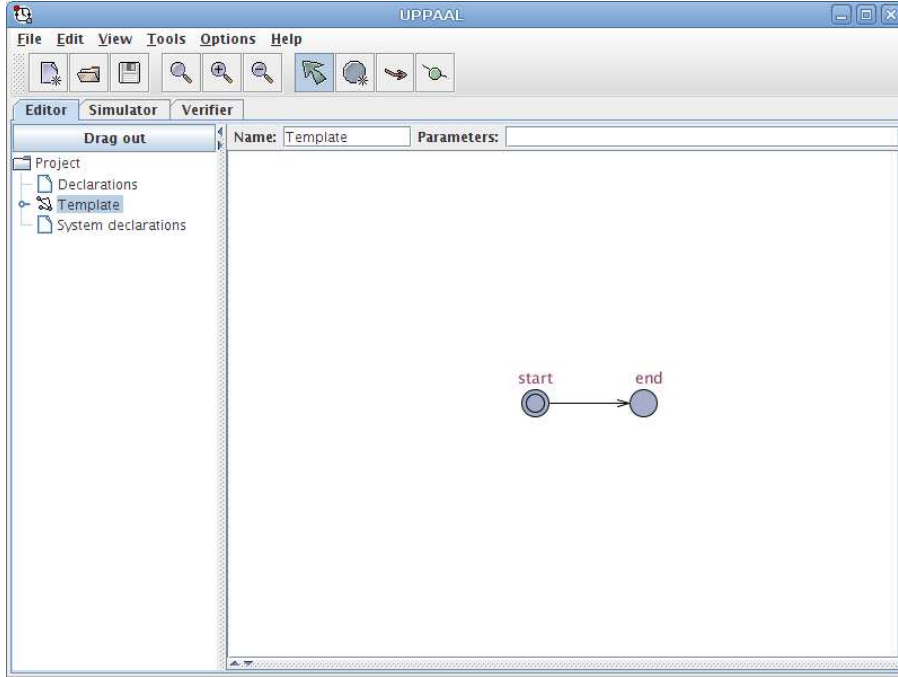 UPPAAL
File Edit View Tools Options Help
Editor Simulator Verifier
Drag out
Name: Template Parameters:
Project
Declarations
Template
System declarations
start end